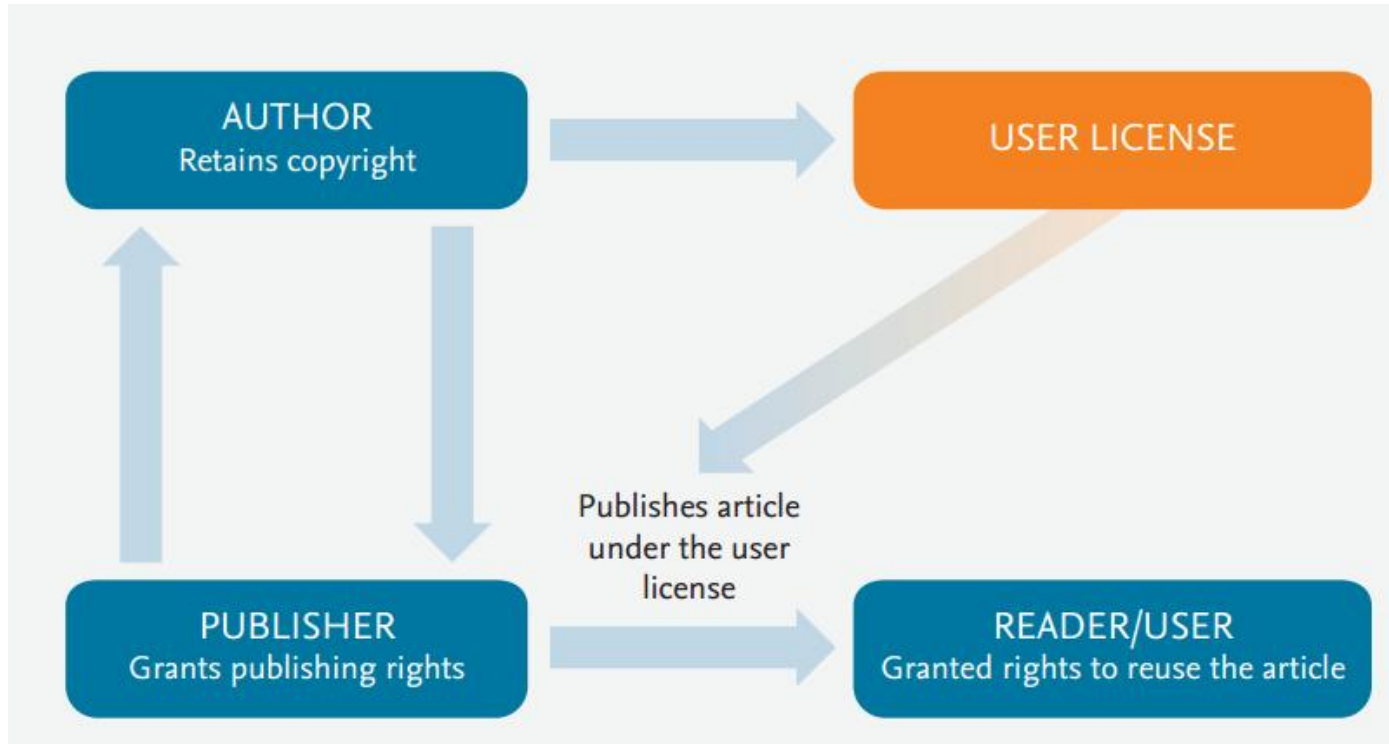 AUTHOR
Retains copyright
USER LICENSE
Publishes article
under the user
license
PUBLISHER
Grants publishing rights
READER/USER
Granted rights to reuse the article